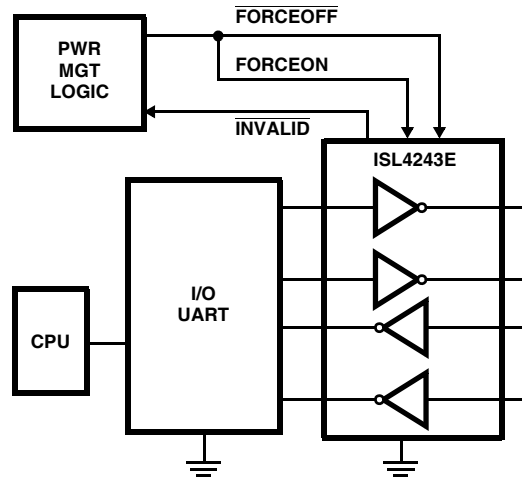 FORCEOFF
PWR
MGT
LOGIC
FORCEON
INVALID
ISL4243E
I/O
UART
CPU